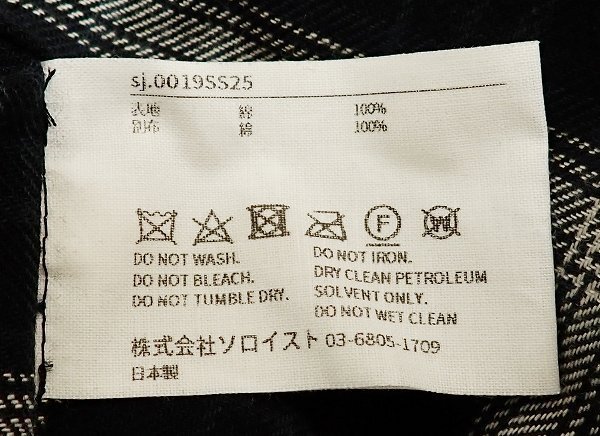 sj.0019SS25
表地 綿 100%
別布 綿 100%
F
W
DO NOT WASH.
DO NOT BLEACH.
DO NOT TUMBLE DRY.
DO NOT IRON.
DRY CLEAN PETROLEUM
SOLVENT ONLY.
DO NOT WET CLEAN
株式会社ソロイスト 03-6805-1709
日本製